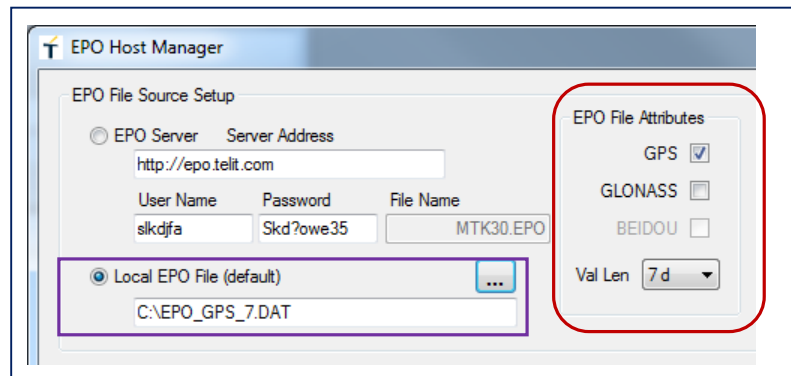 EPO Host Manager
EPO File Source Setup
EPO Server Server Address
http://epo.telit.com
User Name Password File Name
slkdjfa Skd?owe35 MTK30.EPO
Local EPO File (default) ...
C:\EPO_GPS_7.DAT
EPO File Attributes
GPS
GLONASS
BEIDOU
Val Len 7 d